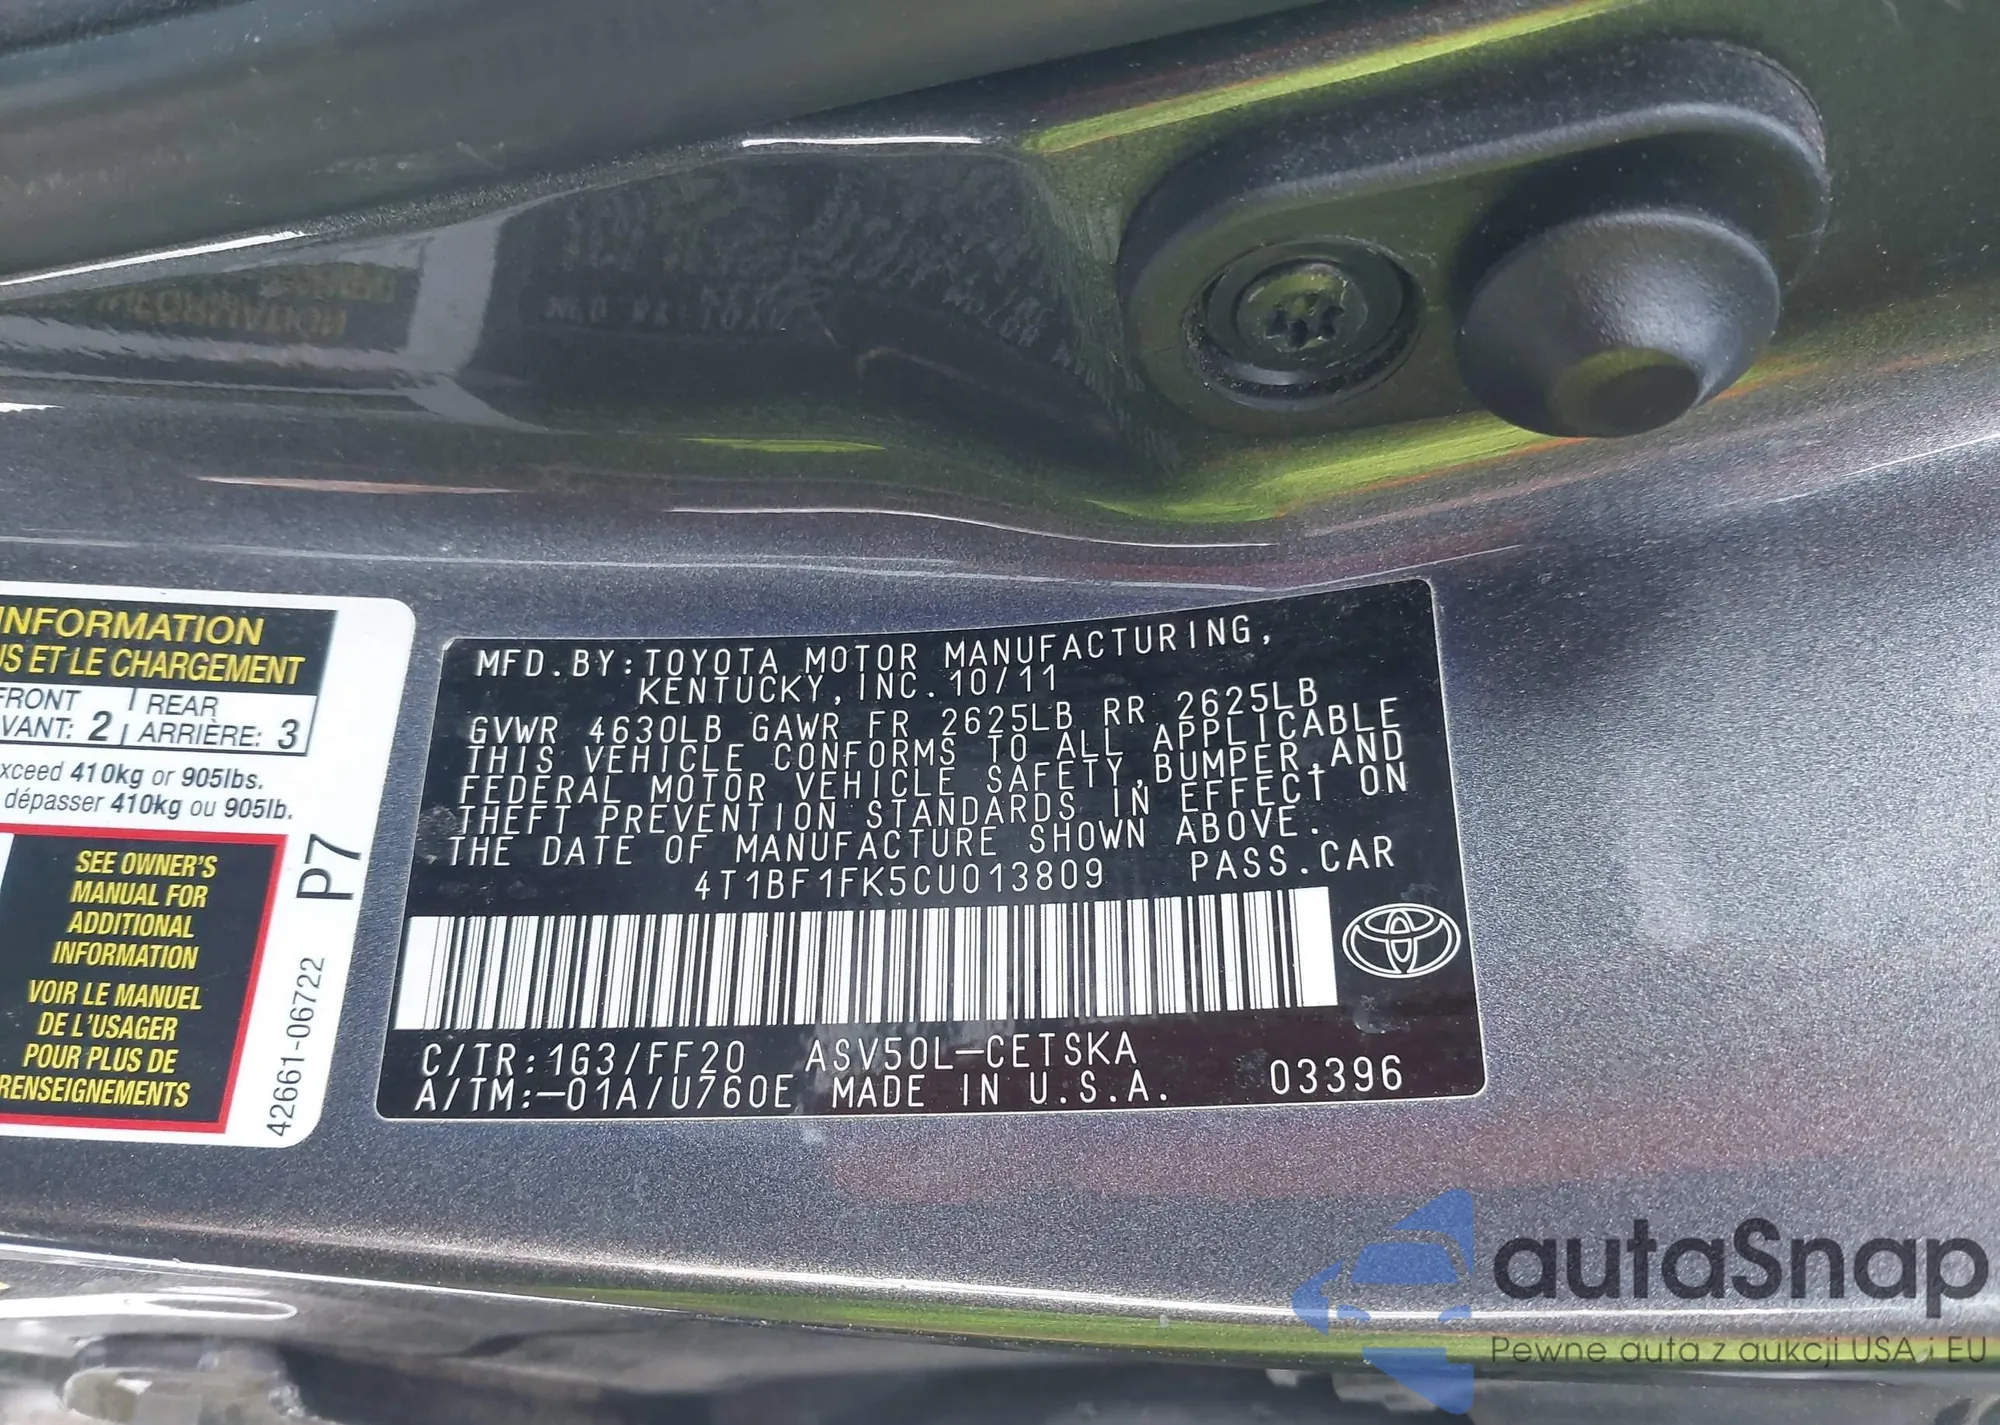 INFORMATION
US ET LE CHARGEMENT
FRONT REAR
VANT: 2 ARRIÈRE: 3
xceed 410kg or 905lbs.
dépasser 410kg ou 905lb.
SEE OWNER'S
MANUAL FOR
ADDITIONAL
INFORMATION
VOIR LE MANUEL
DE L'USAGER
POUR PLUS DE
RENSEIGNEMENTS
P7
42661-06722
MFD.BY:TOYOTA MOTOR MANUFACTURING,
KENTUCKY,INC.10/11
GVWR 4630LB GAWR FR 2625LB RR 2625LB
THIS VEHICLE CONFORMS TO ALL APPLICABLE
FEDERAL MOTOR VEHICLE SAFETY,BUMPER,AND
THEFT PREVENTION STANDARDS IN EFFECT ON
THE DATE OF MANUFACTURE SHOWN ABOVE.
4T1BF1FK5CU013809 PASS.CAR
C/TR:1G3/FF20 ASV50L-CETSKA
A/TM:-01A/U760E MADE IN U.S.A. 03396
autaSnap
Pewne auta z aukcji USA i EU